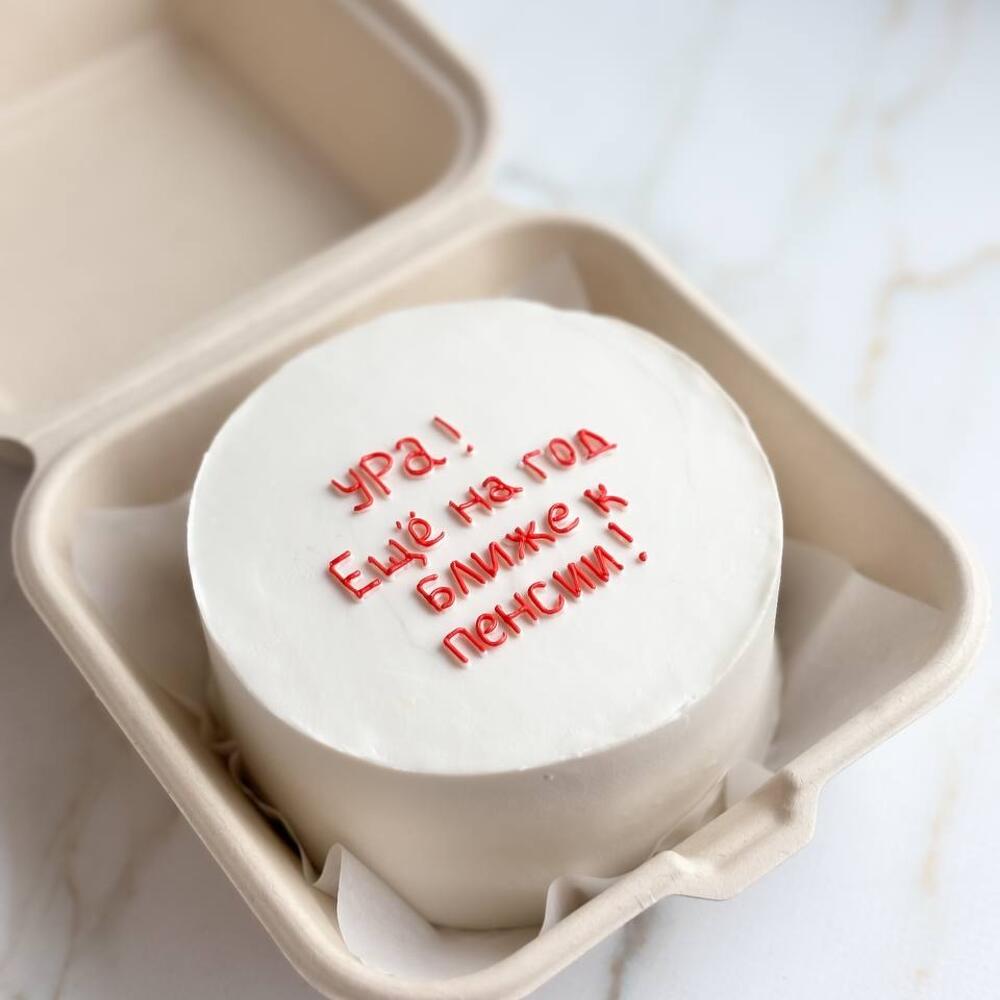 ура!
Ещё на год
ближе к
пенсии!